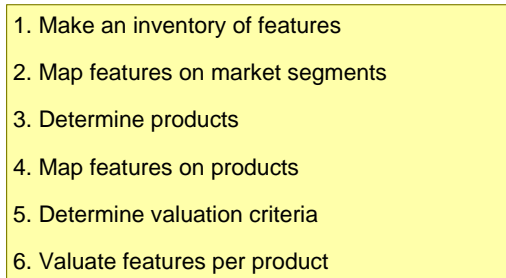 1. Make an inventory of features
2. Map features on market segments
3. Determine products
4. Map features on products
5. Determine valuation criteria
6. Valuate features per product